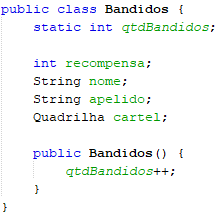 public class Bandidos {
static int qtdBandidos;
int recompensa;
String nome;
String apelido;
Quadrilha cartel;
public Bandidos() {
qtdBandidos++;
}
}